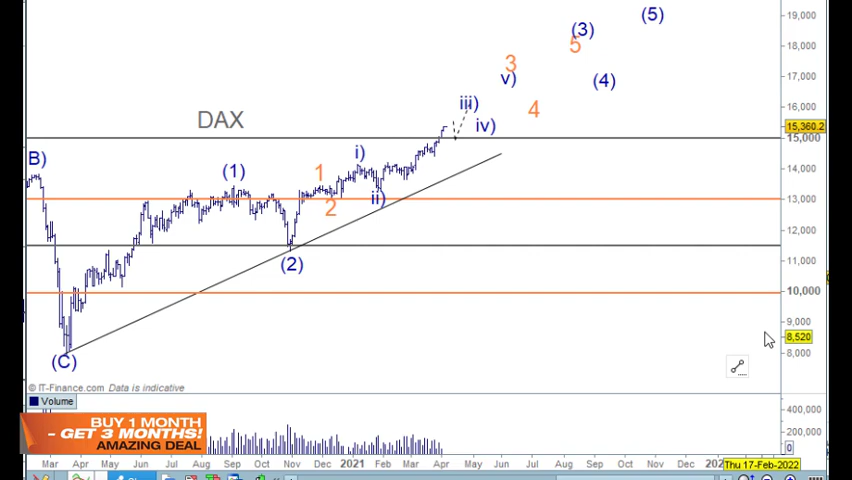 (5)
19,000
(3)
5
18,000
3
v)
(4)
17,000
iii)
4
16,000
DAX
iv)
15,360.2
15,000
B)
(1)
i)
14,000
1
ii)
2
13,000
12,000
(2)
11,000
10,000
9,000
8,520
(C)
8,000
© IT-Finance.com Data is indicative
Volume
400,000
BUY 1 MONTH
- GET 3 MONTHS!
AMAZING DEAL
200,000
0
Mar Apr May Jun Jul Aug Sep Oct Nov Dec 2021 Feb Mar Apr May Jun Jul Aug Sep Oct Nov Dec Thu 17-Feb-2022